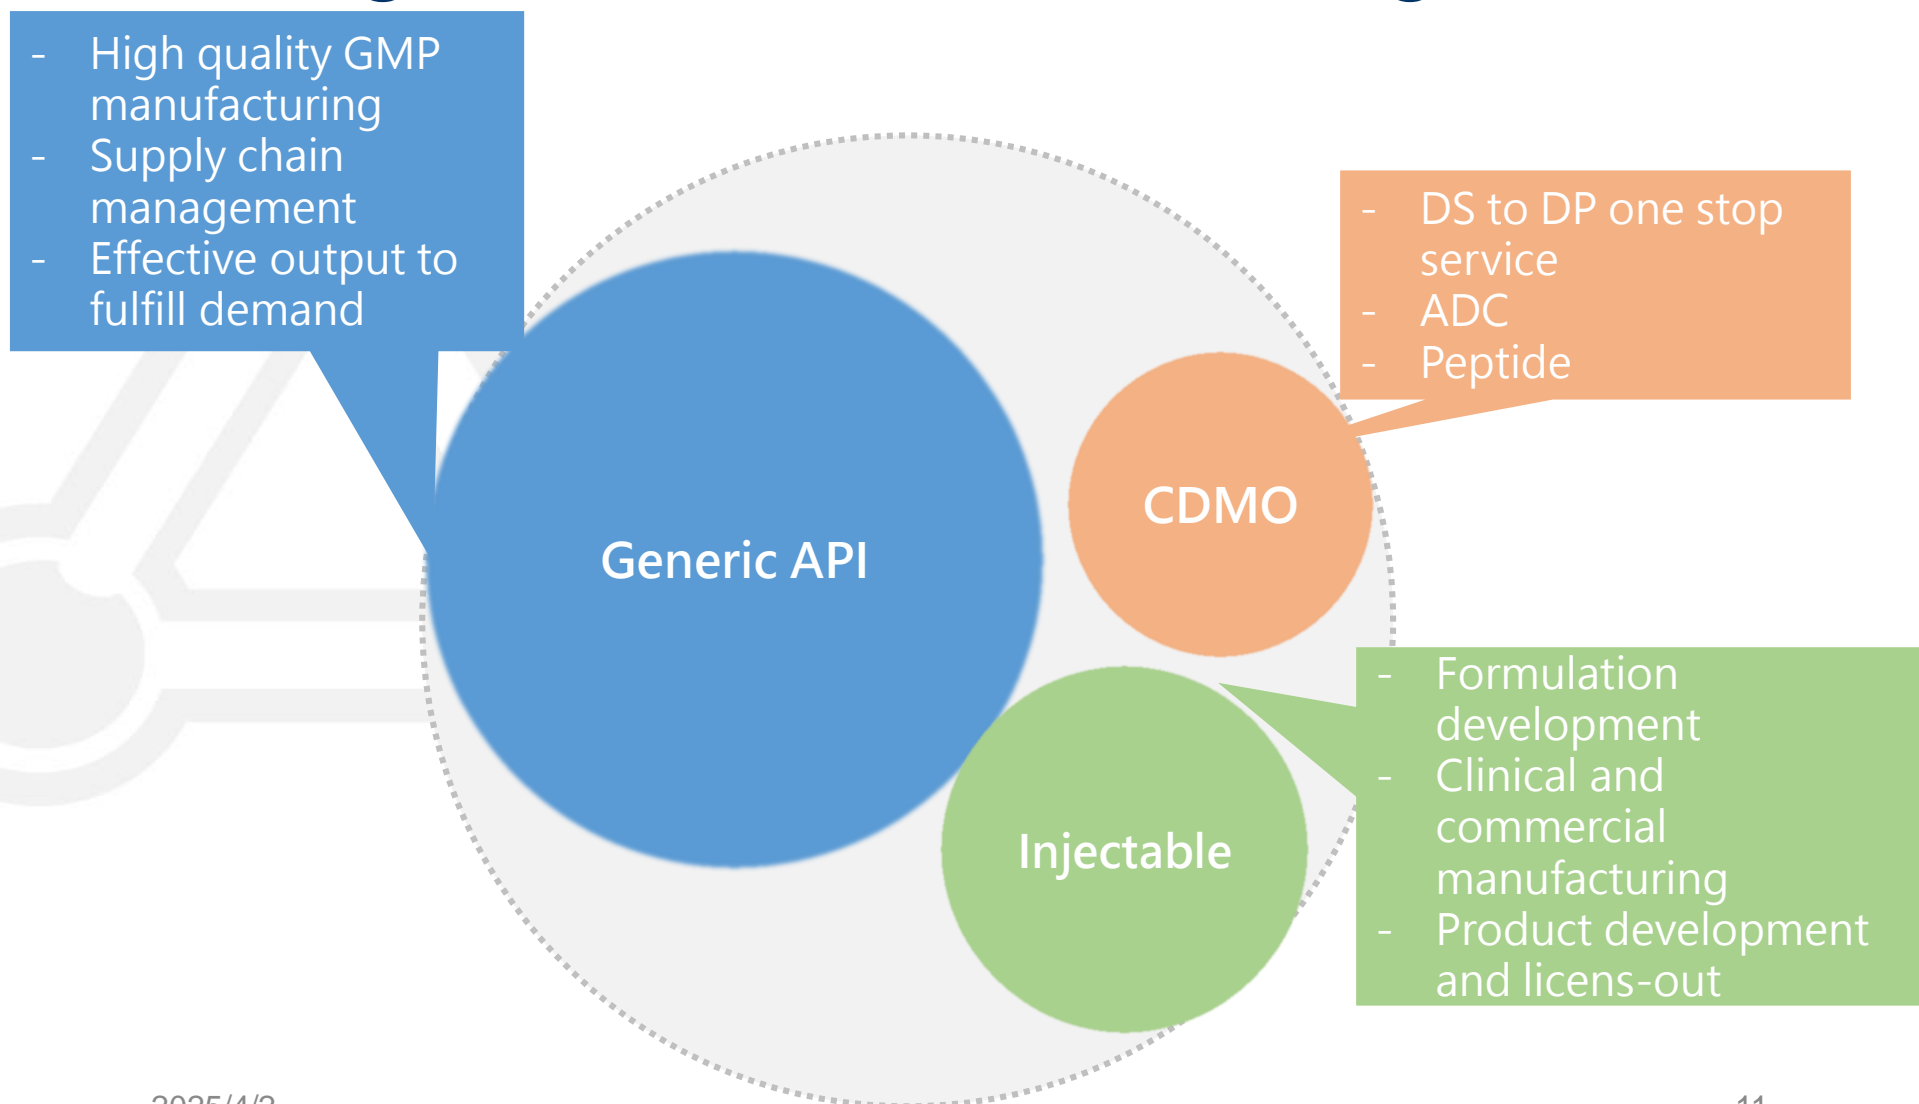 - High quality GMP
manufacturing
- Supply chain
management
- Effective output to
fulfill demand
- DS to DP one stop
service
- ADC
- Peptide
CDMO
Generic API
- Formulation
development
- Clinical and
commercial
manufacturing
- Product development
and licens-out
Injectable
11